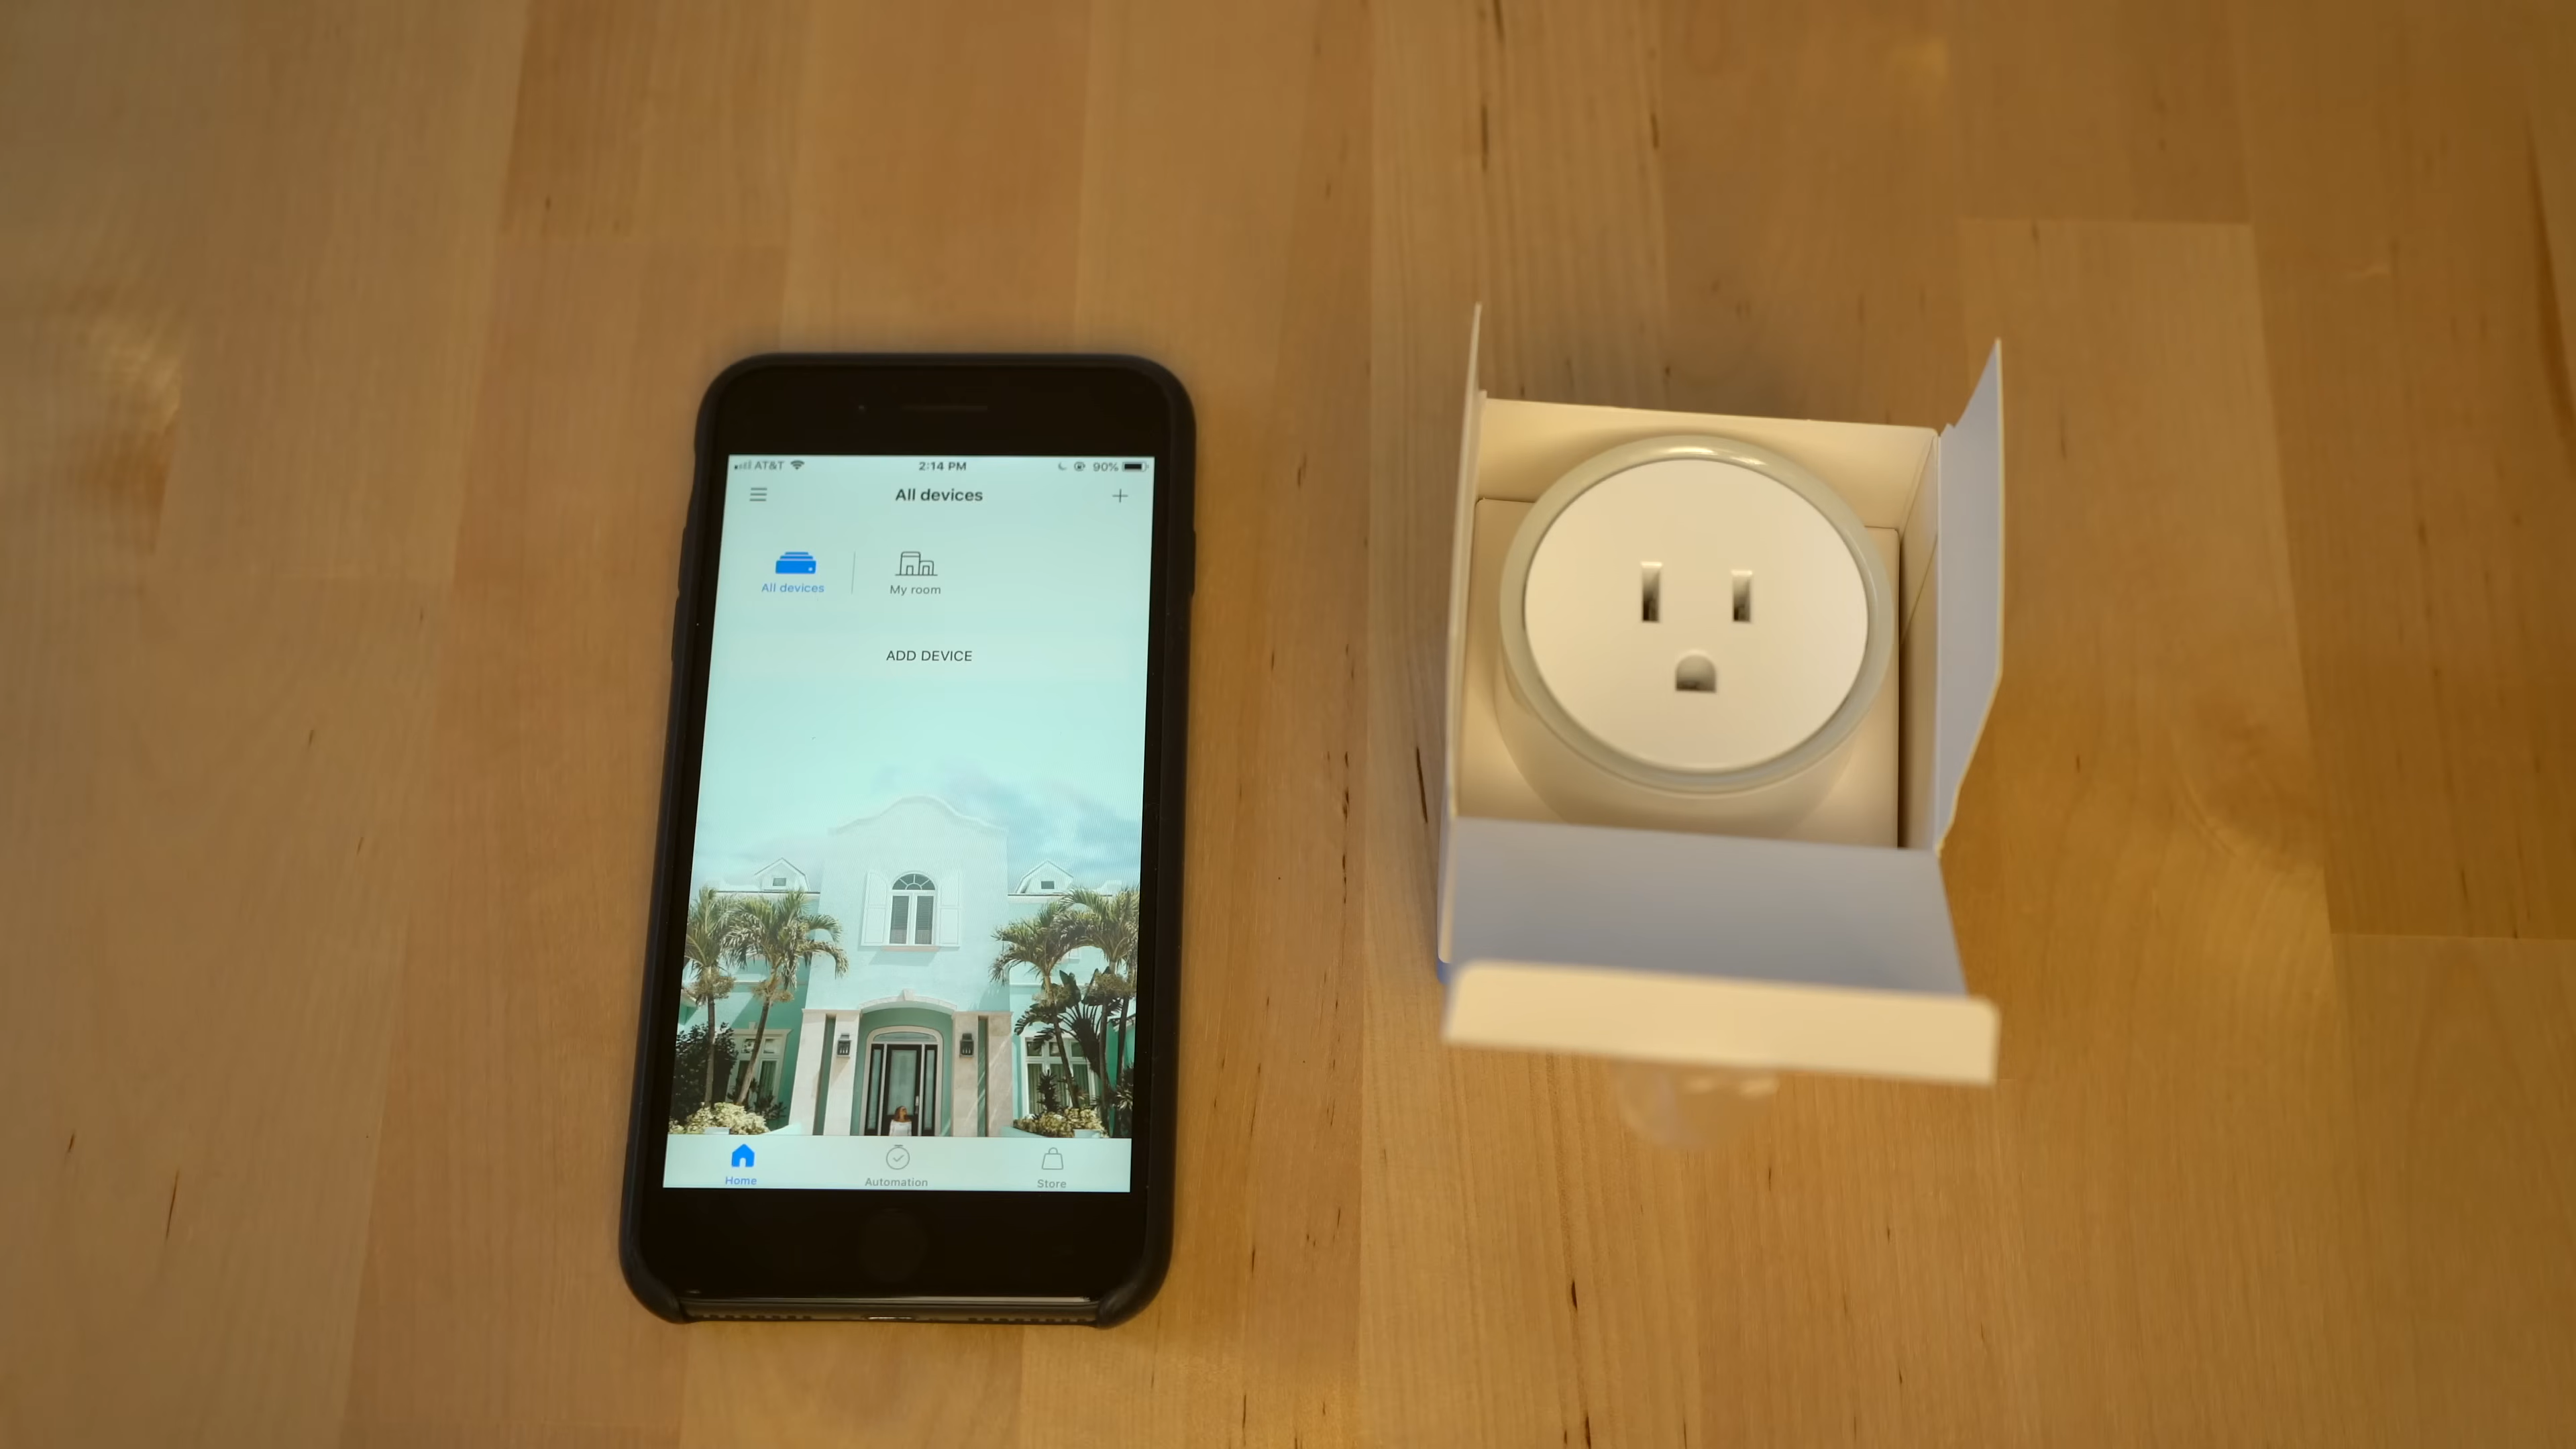 AT&T 2:14 PM 90%
All devices
All devices My room
ADD DEVICE
Home Automation Store